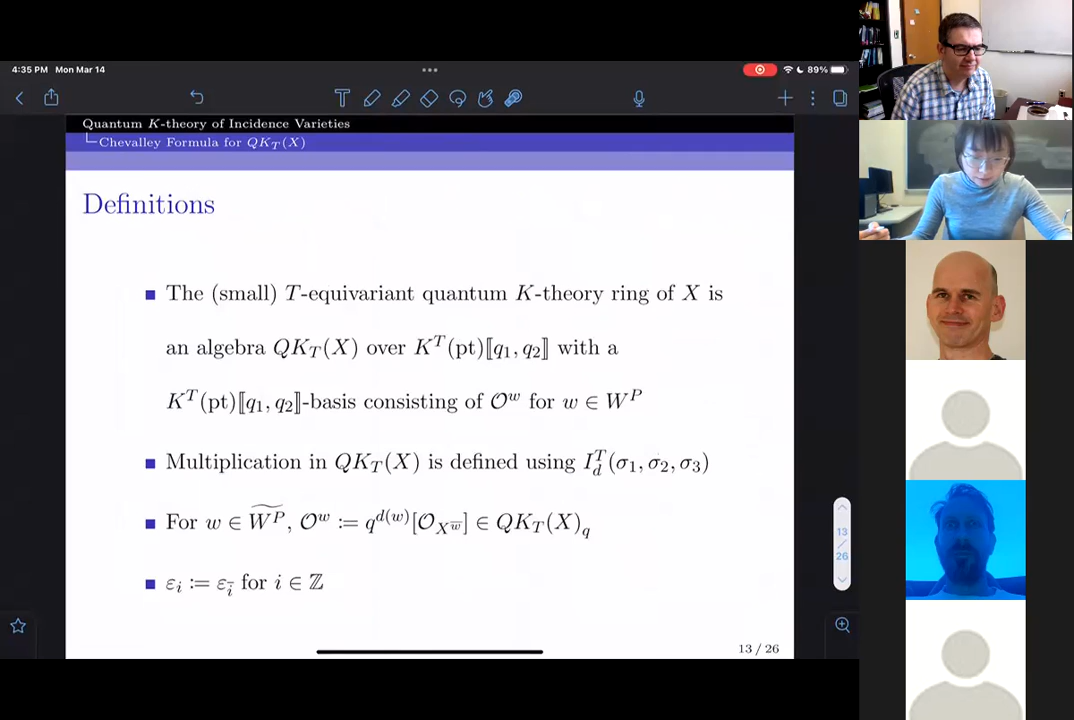 4:35 PM Mon Mar 14
89%
Quantum K-theory of Incidence Varieties
Chevalley Formula for QK_T(X)
Definitions
The (small) T-equivariant quantum K-theory ring of X is
an algebra QK_T(X) over K^T(pt)⟦q_1, q_2⟧ with a
K^T(pt)⟦q_1, q_2⟧-basis consisting of 𝒪^w for w ∈ W^P
Multiplication in QK_T(X) is defined using I_d^T(σ_1, σ_2, σ_3)
For w ∈ \widetilde{W^P}, 𝒪^w := q^{d(w)}[𝒪_{X^{\overline{w}}}] ∈ QK_T(X)_q
ε_i := ε_{\overline{i}} for i ∈ ℤ
13
/
26
13 / 26